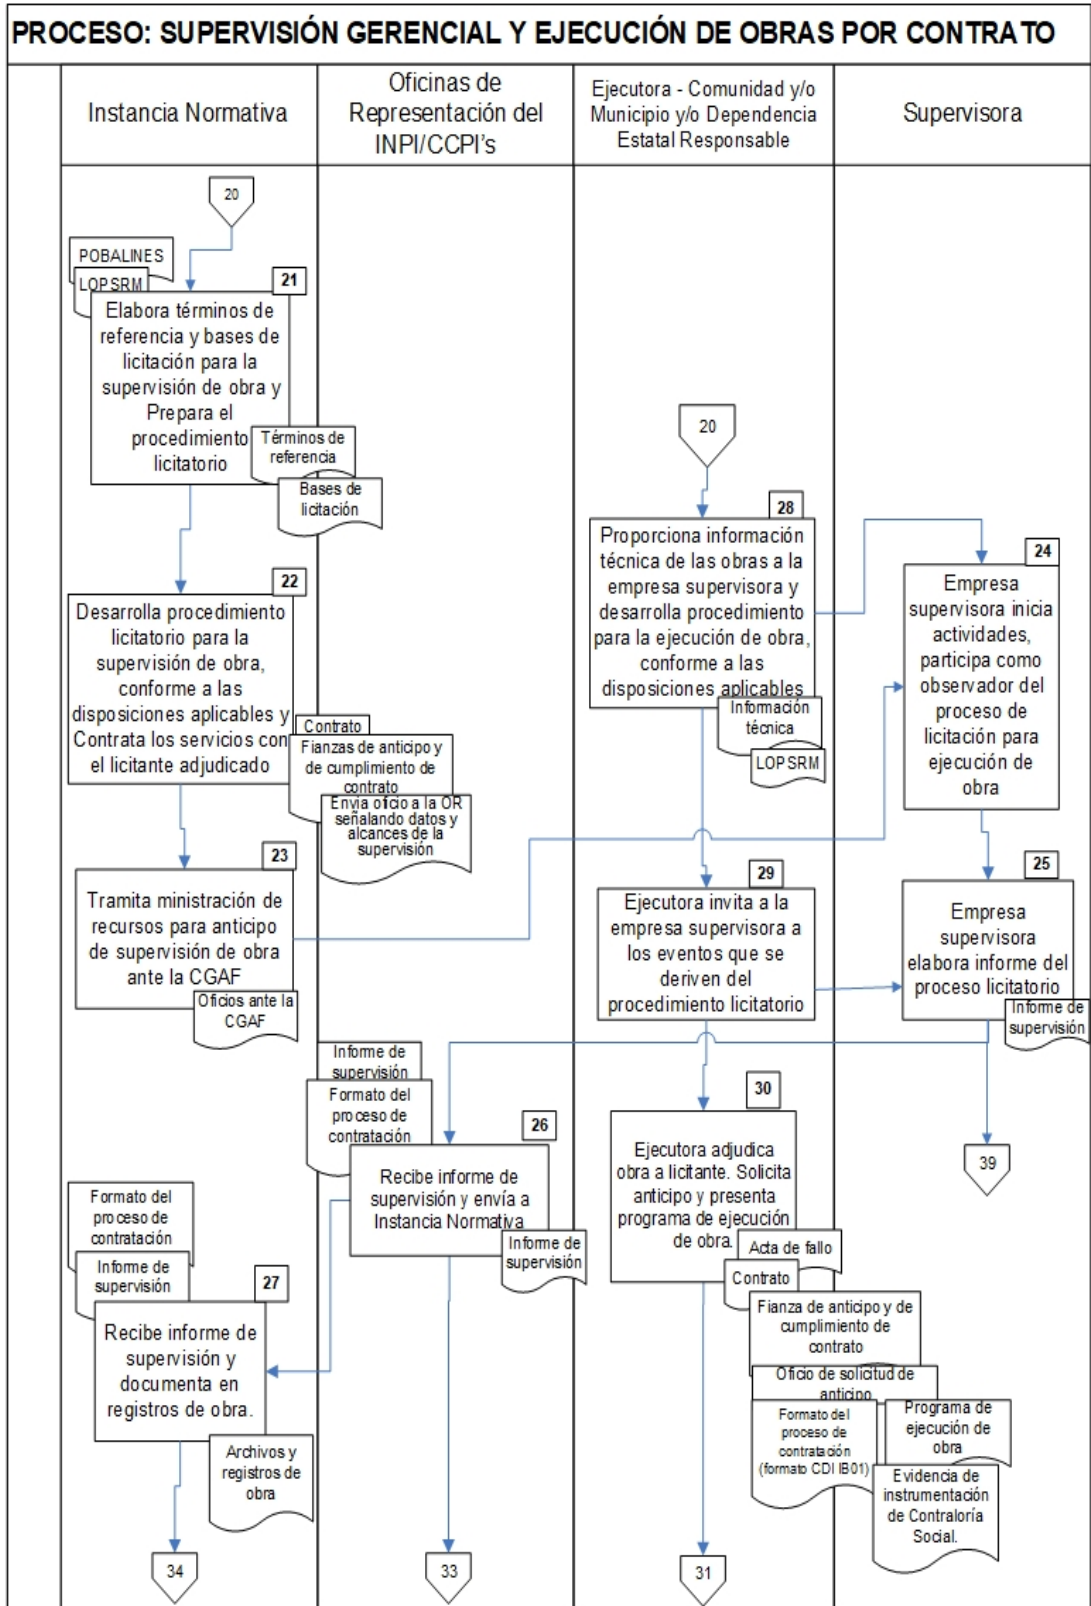 PROCESO: SUPERVISIÓN GERENCIAL Y EJECUCIÓN DE OBRAS POR CONTRATO
Instancia Normativa
Oficinas de
Representación del
INPI/CCPI's
Ejecutora - Comunidad y/o
Municipio y/o Dependencia
Estatal Responsable
Supervisora
20
POBALINES
LOPSRM
21
Elabora términos de
referencia y bases de
licitación para la
supervisión de obra y
Prepara el
procedimiento
licitatorio
Términos de
referencia
Bases de
licitación
22
Desarrolla procedimiento
licitatorio para la
supervisión de obra,
conforme a las
disposiciones aplicables y
Contrata los servicios con
el licitante adjudicado
Contrato
Fianzas de anticipo y
de cumplimiento de
contrato
Envía oficio a la OR
señalando datos y
alcances de la
supervisión
23
Tramita ministración de
recursos para anticipo
de supervisión de obra
ante la CGAF
Oficios ante la
CGAF
20
28
Proporciona información
técnica de las obras a la
empresa supervisora y
desarrolla procedimiento
para la ejecución de obra,
conforme a las
disposiciones aplicables
Información
técnica
LOPSRM
24
Empresa
supervisora inicia
actividades,
participa como
observador del
proceso de
licitación para
ejecución de
obra
29
Ejecutora invita a la
empresa supervisora a
los eventos que se
deriven del
procedimiento licitatorio
25
Empresa
supervisora
elabora informe del
proceso licitatorio
Informe de
supervisión
Informe de
supervisión
Formato del
proceso de
contratación
26
Recibe informe de
supervisión y envía a
Instancia Normativa
Informe de
supervisión
30
Ejecutora adjudica
obra a licitante. Solicita
anticipo y presenta
programa de ejecución
de obra.
Acta de fallo
Contrato
Fianza de anticipo y de
cumplimiento de
contrato
Oficio de solicitud de
anticipo
Formato del
proceso de
contratación
(formato CDI IB01)
Programa de
ejecución de
obra
Evidencia de
instrumentación
de Contraloría
Social.
39
Formato del
proceso de
contratación
Informe de
supervisión
27
Recibe informe de
supervisión y
documenta en
registros de obra.
Archivos y
registros de
obra
34
33
31